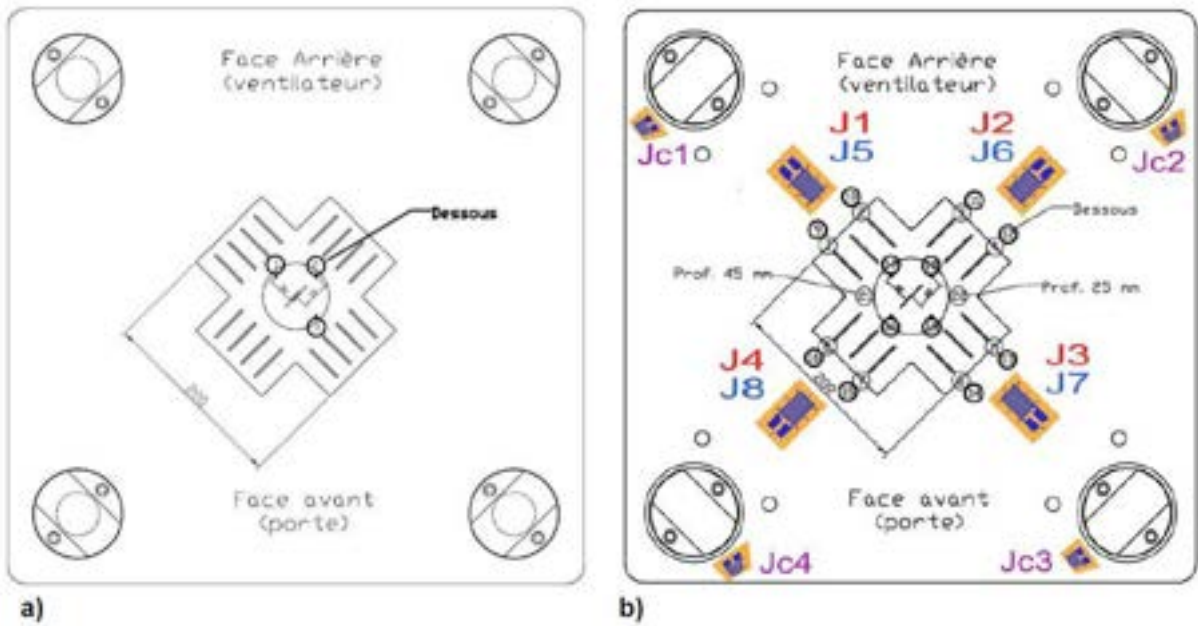 Face Arrière
(ventilateur)
Dessous
200
Face avant
(porte)
a)
Face Arrière
(ventilateur)
J1
J5
J2
J6
Jc1
Jc2
Dessous
Prof. 45 mm
Prof. 25 mm
J4
J8
J3
J7
200
Face avant
(porte)
Jc4
Jc3
b)